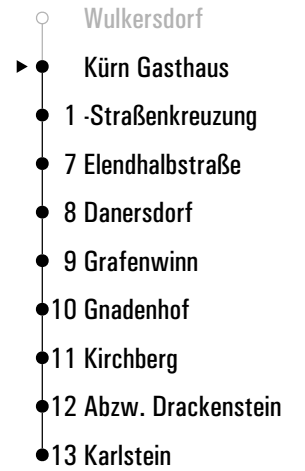 Wulkersdorf
Kürn Gasthaus
1 -Straßenkreuzung
7 Elendhalbstraße
8 Danersdorf
9 Grafenwinn
10 Gnadenhof
11 Kirchberg
12 Abzw. Drackenstein
13 Karlstein